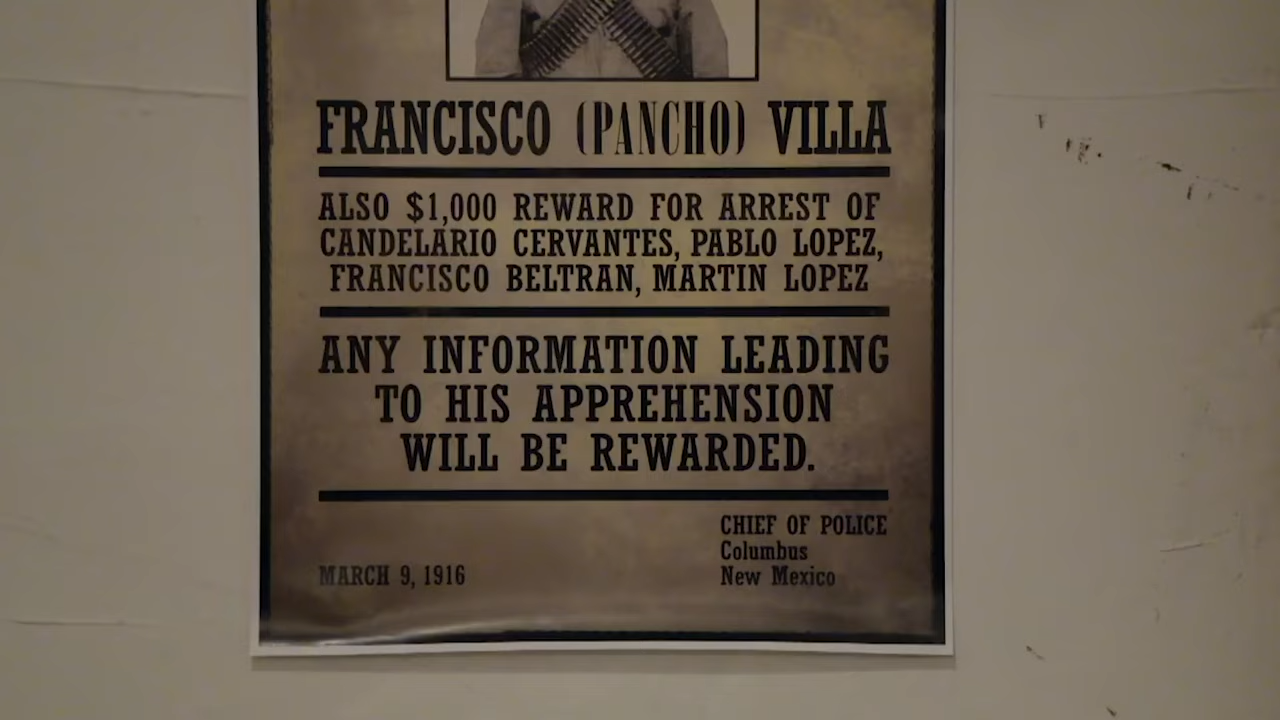 FRANCISCO (PANCHO) VILLA
ALSO $1,000 REWARD FOR ARREST OF
CANDELARIO CERVANTES, PABLO LOPEZ,
FRANCISCO BELTRAN, MARTIN LOPEZ
ANY INFORMATION LEADING
TO HIS APPREHENSION
WILL BE REWARDED.
CHIEF OF POLICE
Columbus
New Mexico
MARCH 9, 1916